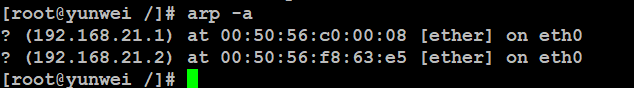 [root@yunwei /]# arp -a
? (192.168.21.1) at 00:50:56:c0:00:08 [ether] on eth0
? (192.168.21.2) at 00:50:56:f8:63:e5 [ether] on eth0
[root@yunwei /]#